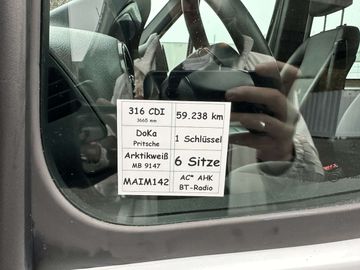 316 CDI
3665 mm
59.238 km
DoKa
Pritsche
1 Schlüssel
Arktikweiß
MB 9147
6 Sitze
MAIM142
AC* AHK
BT-Radio